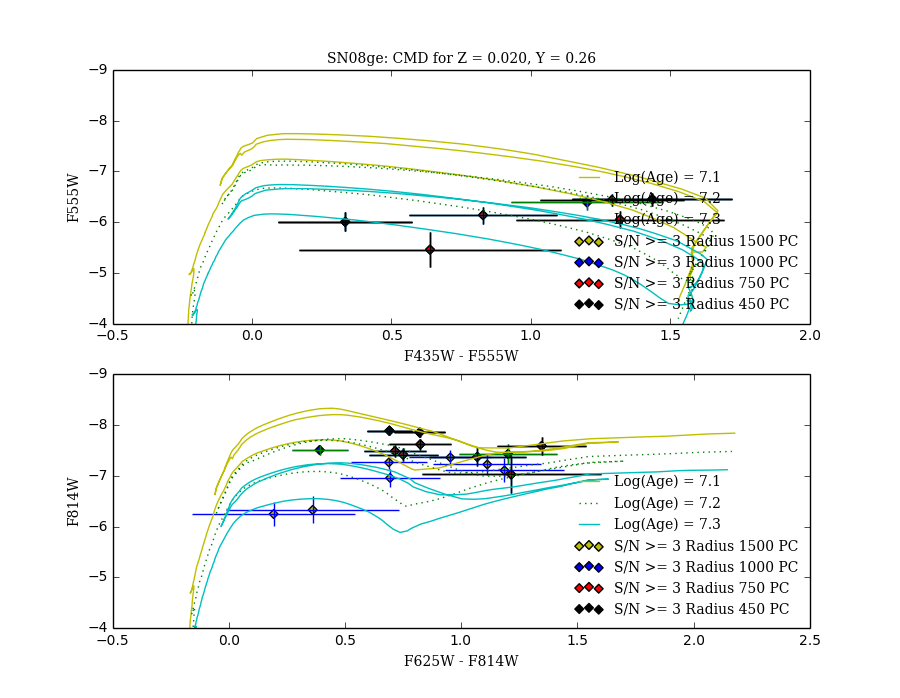 SN08ge: CMD for Z = 0.020, Y = 0.26
−9
−8
−7
−6
−5
−4
F555W
−0.5 0.0 0.5 1.0 1.5 2.0
F435W - F555W
Log(Age) = 7.1
Log(Age) = 7.2
Log(Age) = 7.3
S/N >= 3 Radius 1500 PC
S/N >= 3 Radius 1000 PC
S/N >= 3 Radius 750 PC
S/N >= 3 Radius 450 PC
−9
−8
−7
−6
−5
−4
F814W
−0.5 0.0 0.5 1.0 1.5 2.0 2.5
F625W - F814W
Log(Age) = 7.1
Log(Age) = 7.2
Log(Age) = 7.3
S/N >= 3 Radius 1500 PC
S/N >= 3 Radius 1000 PC
S/N >= 3 Radius 750 PC
S/N >= 3 Radius 450 PC